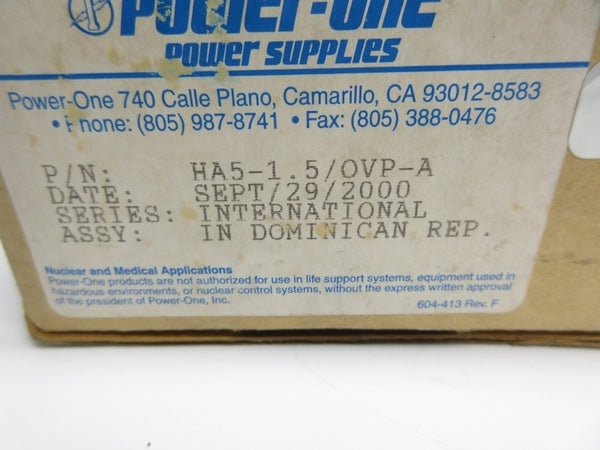 POWER-ONE
POWER SUPPLIES
Power-One 740 Calle Plano, Camarillo, CA 93012-8583
• Phone: (805) 987-8741 • Fax: (805) 388-0476
P/N: HA5-1.5/OVP-A
DATE: SEPT/29/2000
SERIES: INTERNATIONAL
ASSY: IN DOMINICAN REP.
Nuclear and Medical Applications
Power-One products are not authorized for use in life support systems, equipment used in
hazardous environments, or nuclear control systems, without the express written approval
of the president of Power-One, Inc.
604-413 Rev. F